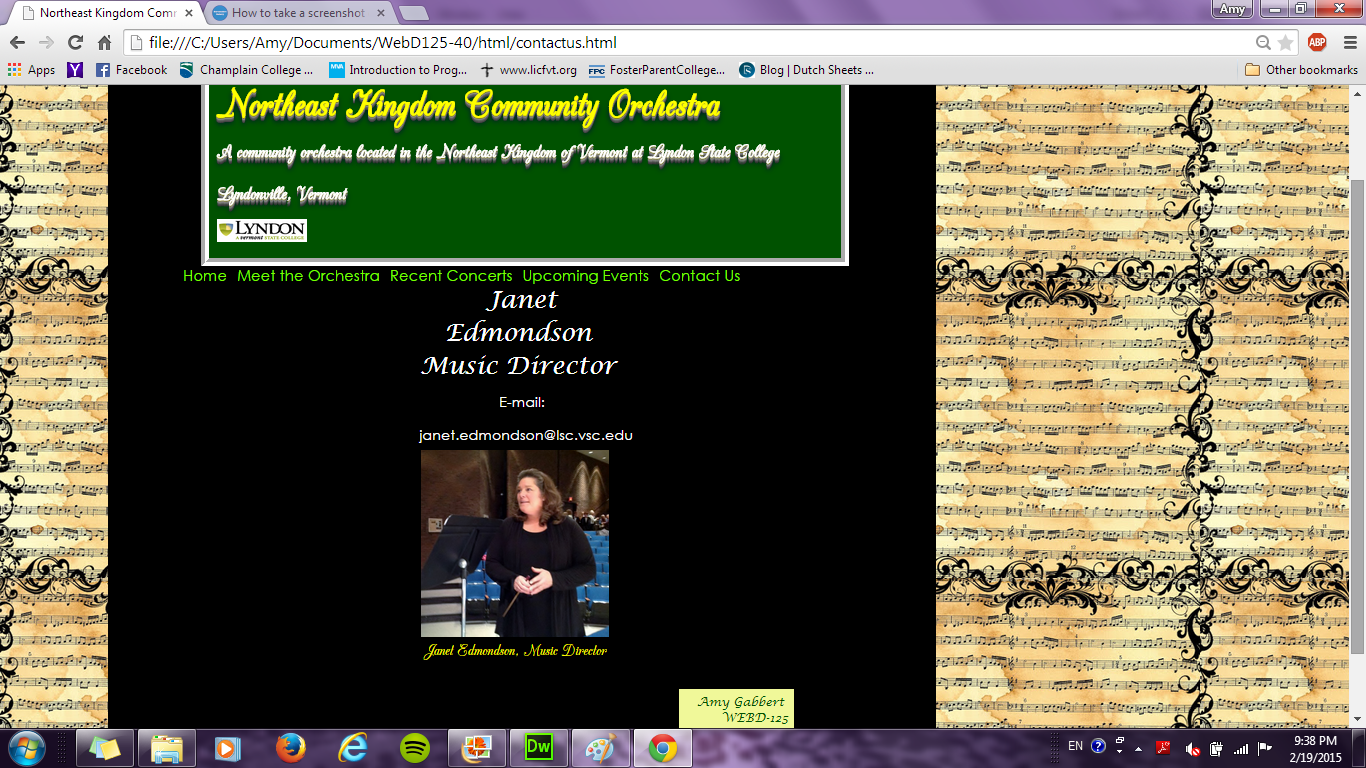 Northeast Kingdom Com
How to take a screenshot
Amy
file:///C:/Users/Amy/Documents/WebD125-40/html/contactus.html
ABP
Apps
Facebook
Champlain College ...
MVA
Introduction to Prog...
www.licfvt.org
FPC
FosterParentCollege...
Blog | Dutch Sheets ...
Other bookmarks
Northeast Kingdom Community Orchestra
A community orchestra located in the Northeast Kingdom of Vermont at Lyndon State College
Lyndonville, Vermont
LYNDON
A VERMONT STATE COLLEGE
Home Meet the Orchestra Recent Concerts Upcoming Events Contact Us
Janet
Edmondson
Music Director
E-mail:
janet.edmondson@lsc.vsc.edu
Janet Edmondson, Music Director
Amy Gabbert
WEBD-125
Dw
EN
9:38 PM
2/19/2015